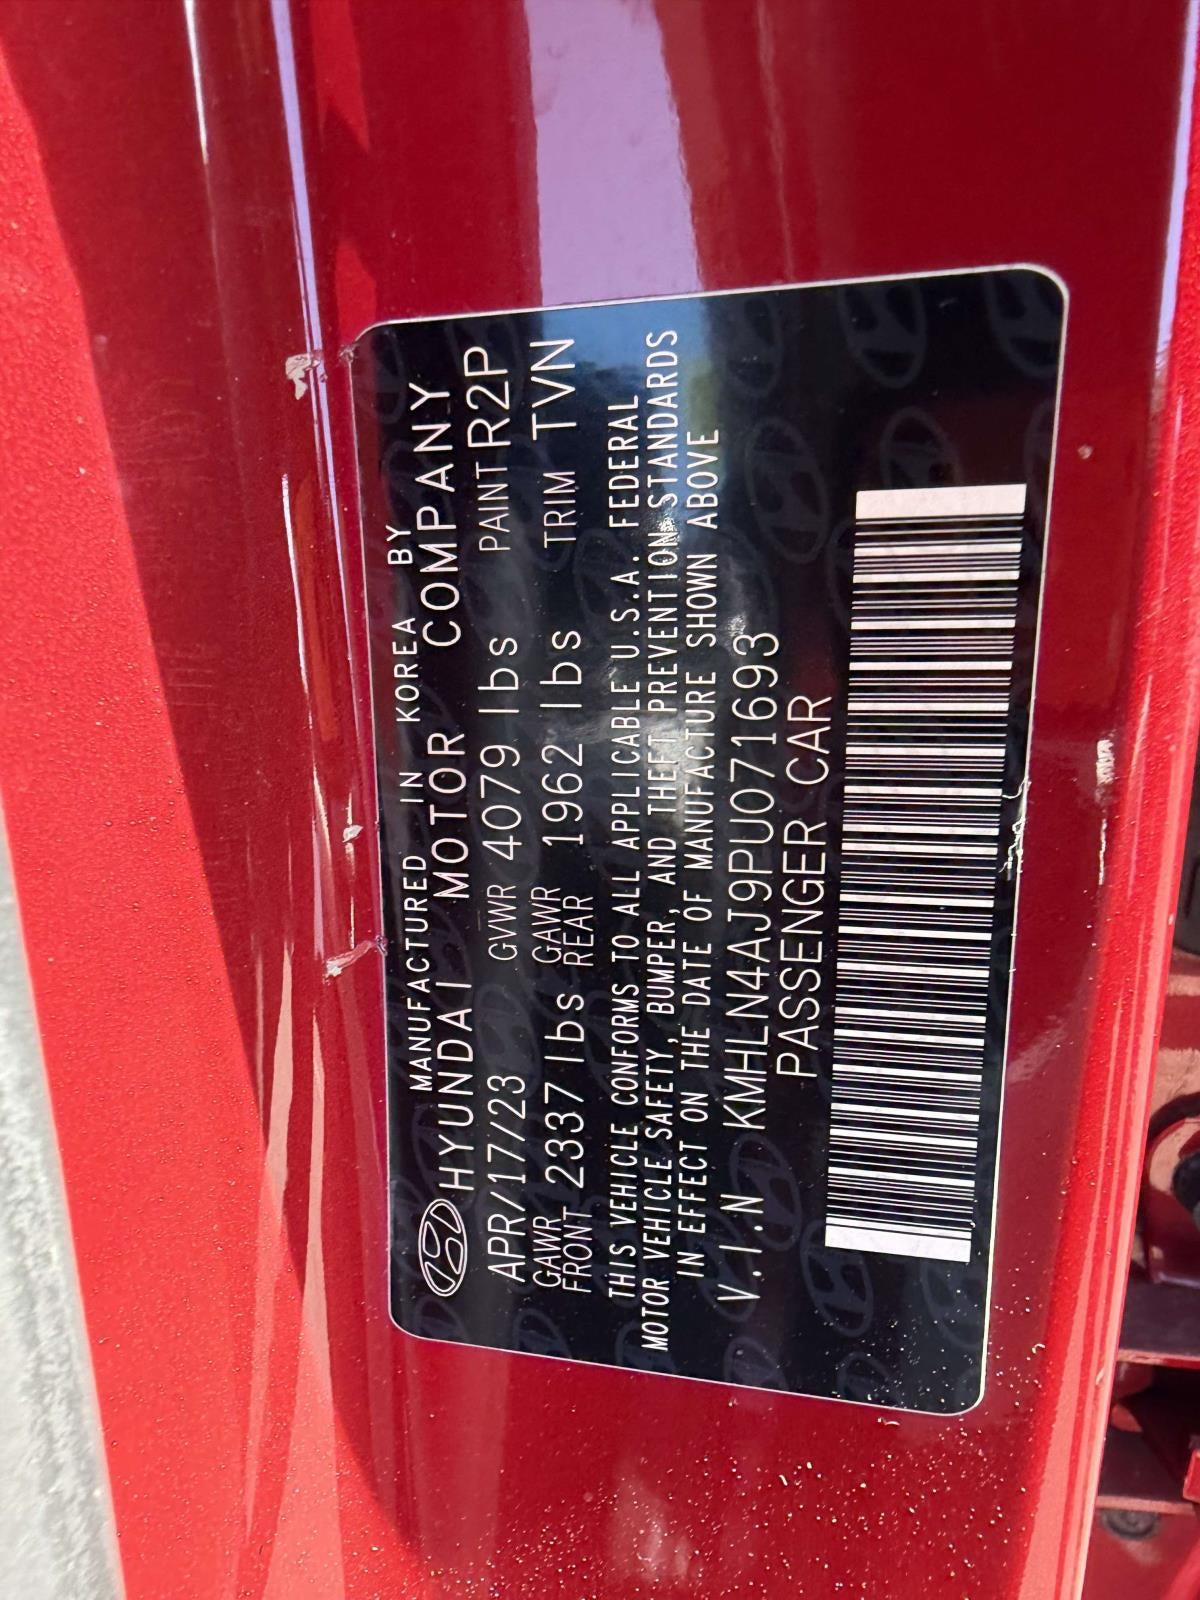 MANUFACTURED IN KOREA BY
HYUNDAI MOTOR COMPANY
APR/17/23 GVWR 4079 lbs PAINT R2P
GAWR FRONT 2337 lbs GAWR REAR 1962 lbs TRIM TVN
THIS VEHICLE CONFORMS TO ALL APPLICABLE U.S.A. FEDERAL
MOTOR VEHICLE SAFETY, BUMPER, AND THEFT PREVENTION STANDARDS
IN EFFECT ON THE DATE OF MANUFACTURE SHOWN ABOVE
V.I.N KMHLN4AJ9PU071693
PASSENGER CAR